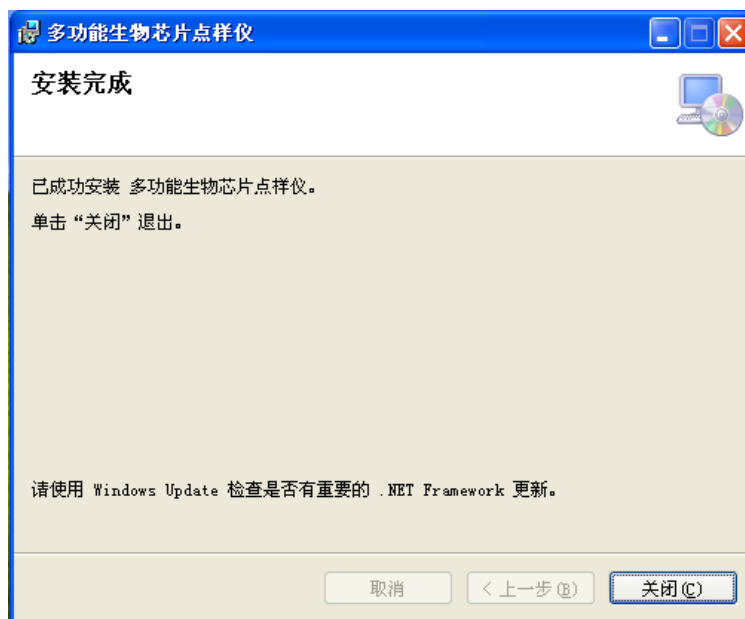 多功能生物芯片点样仪
安装完成
已成功安装 多功能生物芯片点样仪。
单击“关闭”退出。
请使用 Windows Update 检查是否有重要的 .NET Framework 更新。
取消
< 上一步(B)
关闭(C)